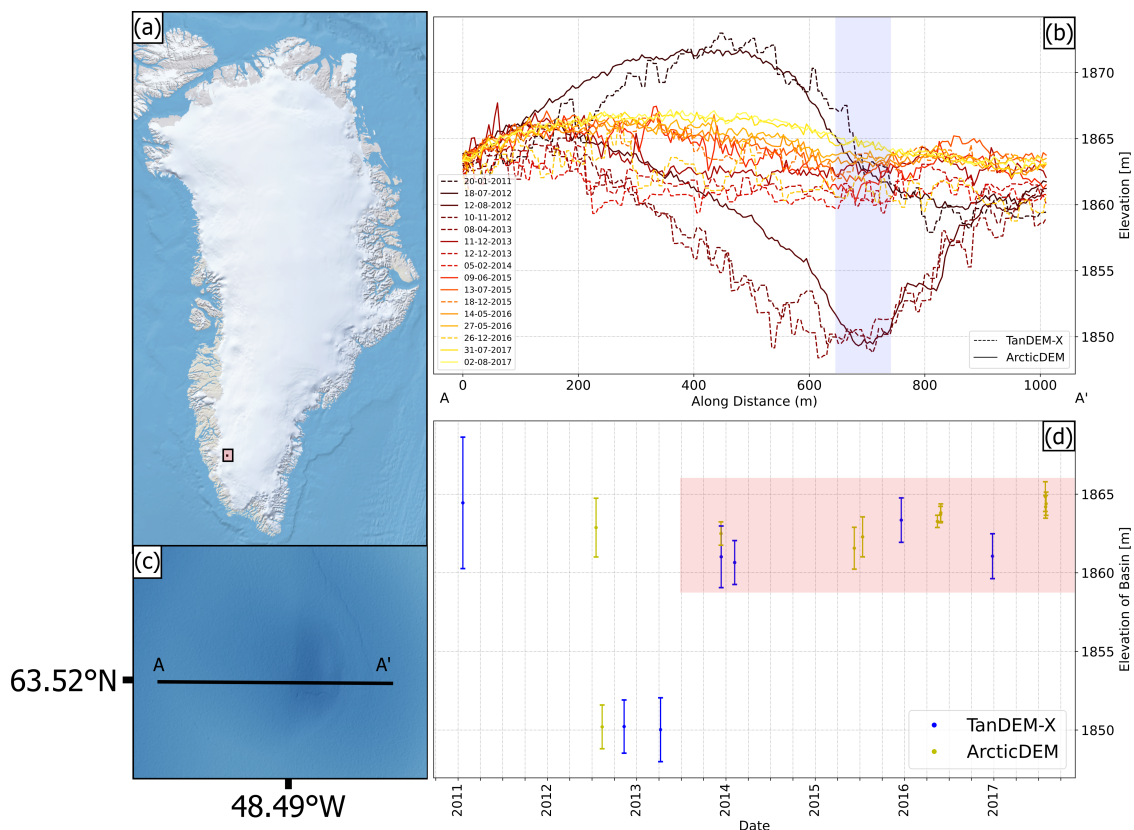 (a)
(b)
1870
1865
1860
1855
1850
Elevation [m]
20-01-2011
18-07-2012
12-08-2012
10-11-2012
08-04-2013
11-12-2013
12-12-2013
05-02-2014
09-06-2015
13-07-2015
18-12-2015
14-05-2016
27-05-2016
26-12-2016
31-07-2017
02-08-2017
TanDEM-X
ArcticDEM
0 200 400 600 800 1000
A Along Distance (m) A'
(c)
A A'
63.52°N
48.49°W
(d)
1865
1860
1855
1850
Elevation of Basin [m]
TanDEM-X
ArcticDEM
2011 2012 2013 2014 2015 2016 2017
Date